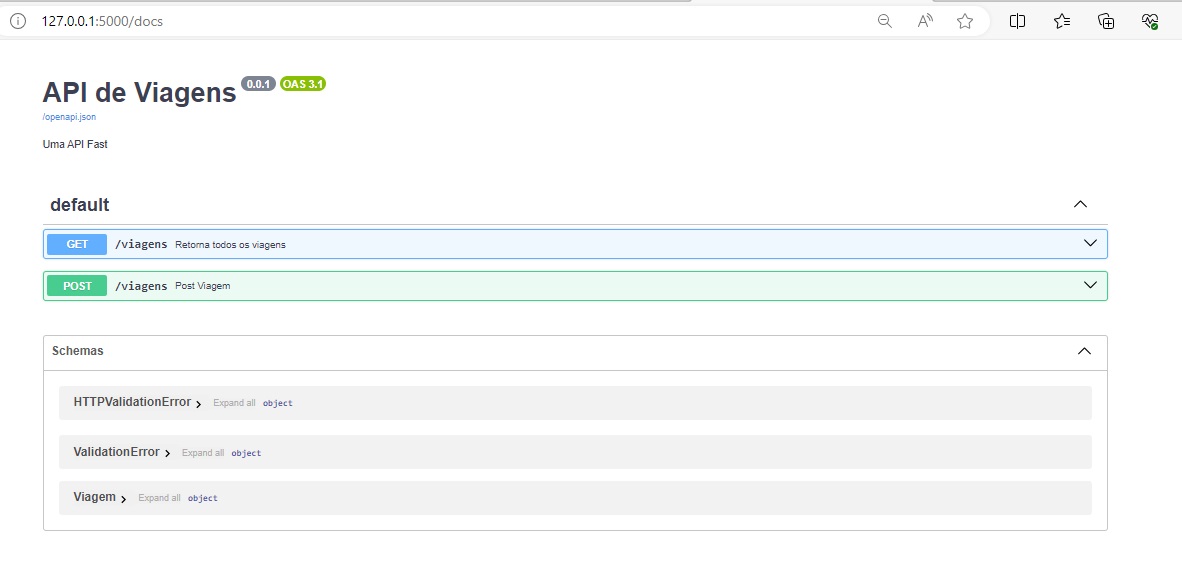 127.0.0.1:5000/docs
API de Viagens 0.0.1 OAS 3.1
/openapi.json
Uma API Fast
default
GET /viagens Retorna todos os viagens
POST /viagens Post Viagem
Schemas
HTTPValidationError Expand all object
ValidationError Expand all object
Viagem Expand all object